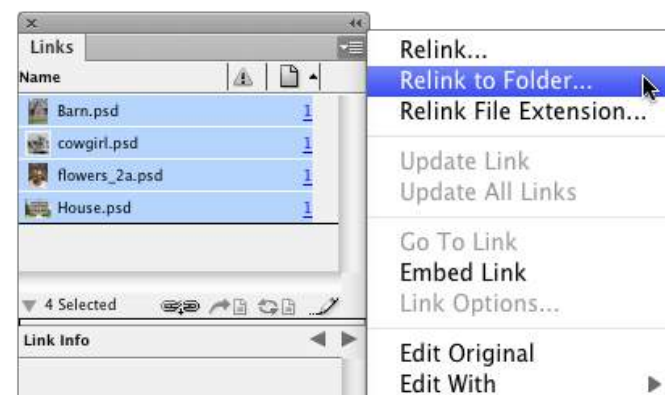 Links
Name
Barn.psd 1
cowgirl.psd 1
flowers_2a.psd 1
House.psd 1
4 Selected
Link Info
Relink...
Relink to Folder...
Relink File Extension...
Update Link
Update All Links
Go To Link
Embed Link
Link Options...
Edit Original
Edit With